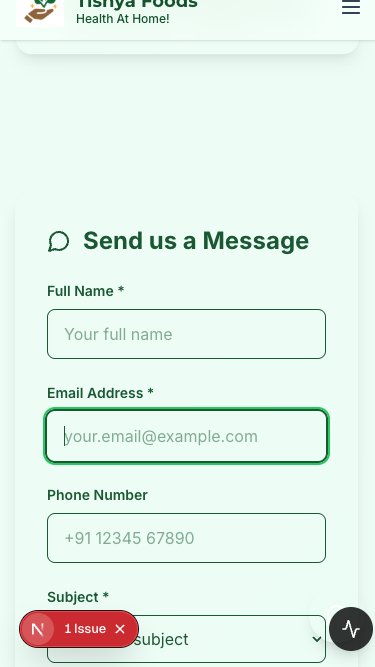 Tishya Foods
Health At Home!
Send us a Message
Full Name *
Your full name
Email Address *
your.email@example.com
Phone Number
+91 12345 67890
Subject *
subject
N 1 Issue